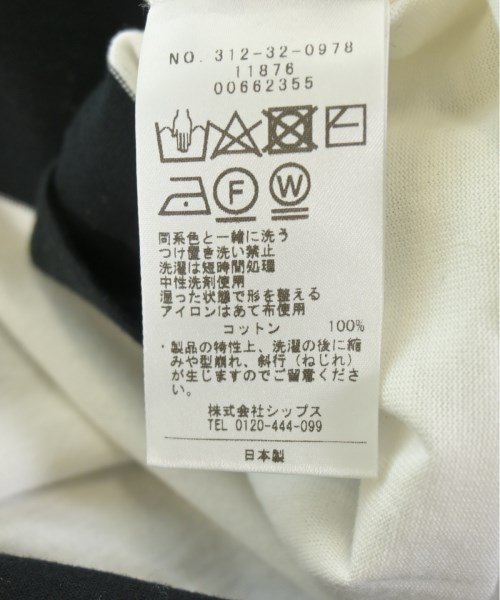 NO. 312-32-0978
11876
00662355
F W
同系色と一緒に洗う
つけ置き洗い禁止
洗濯は短時間処理
中性洗剤使用
湿った状態で形を整える
アイロンはあて布使用
コットン 100%
・製品の特性上、洗濯の後に縮
みや型崩れ、斜行(ねじれ)
が生じますのでご留意くださ
い。
株式会社シップス
TEL 0120-444-099
日本製